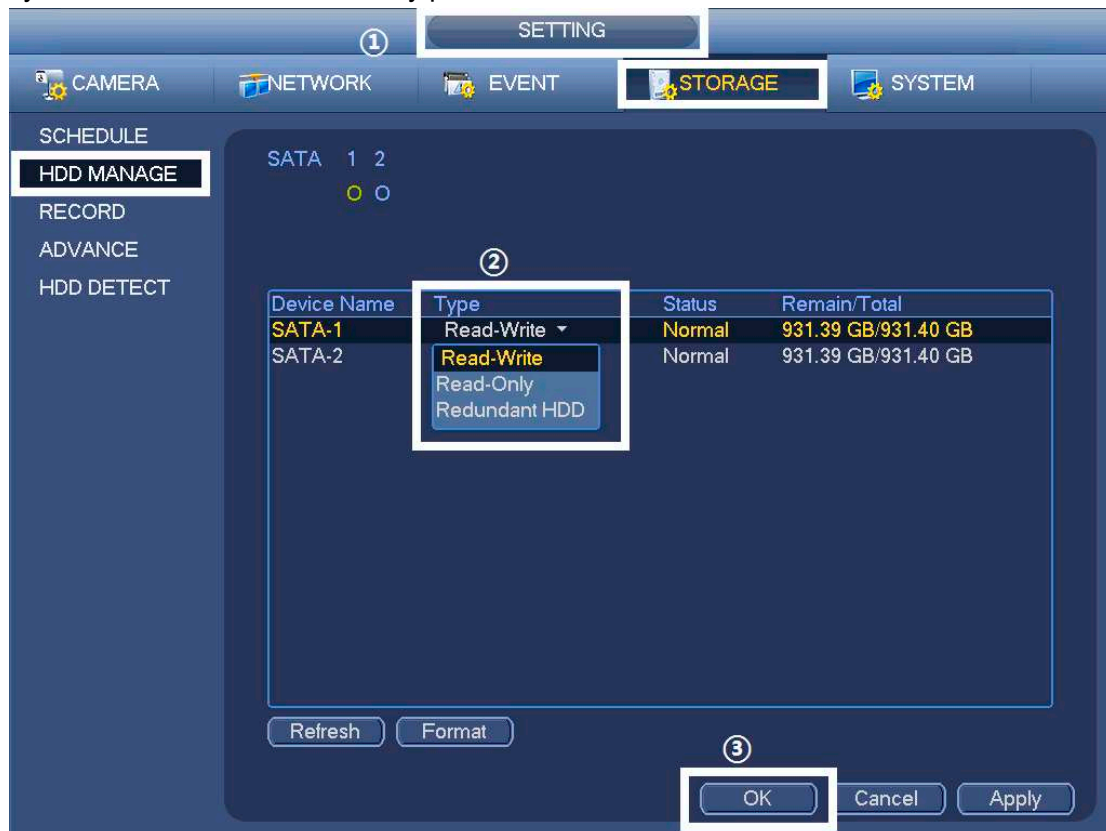 ① SETTING
CAMERA NETWORK EVENT STORAGE SYSTEM
SCHEDULE
HDD MANAGE
RECORD
ADVANCE
HDD DETECT
SATA 1 2
②
Device Name Type Status Remain/Total
SATA-1 Read-Write Normal 931.39 GB/931.40 GB
SATA-2 Normal 931.39 GB/931.40 GB
Read-Write
Read-Only
Redundant HDD
Refresh Format
③
OK Cancel Apply